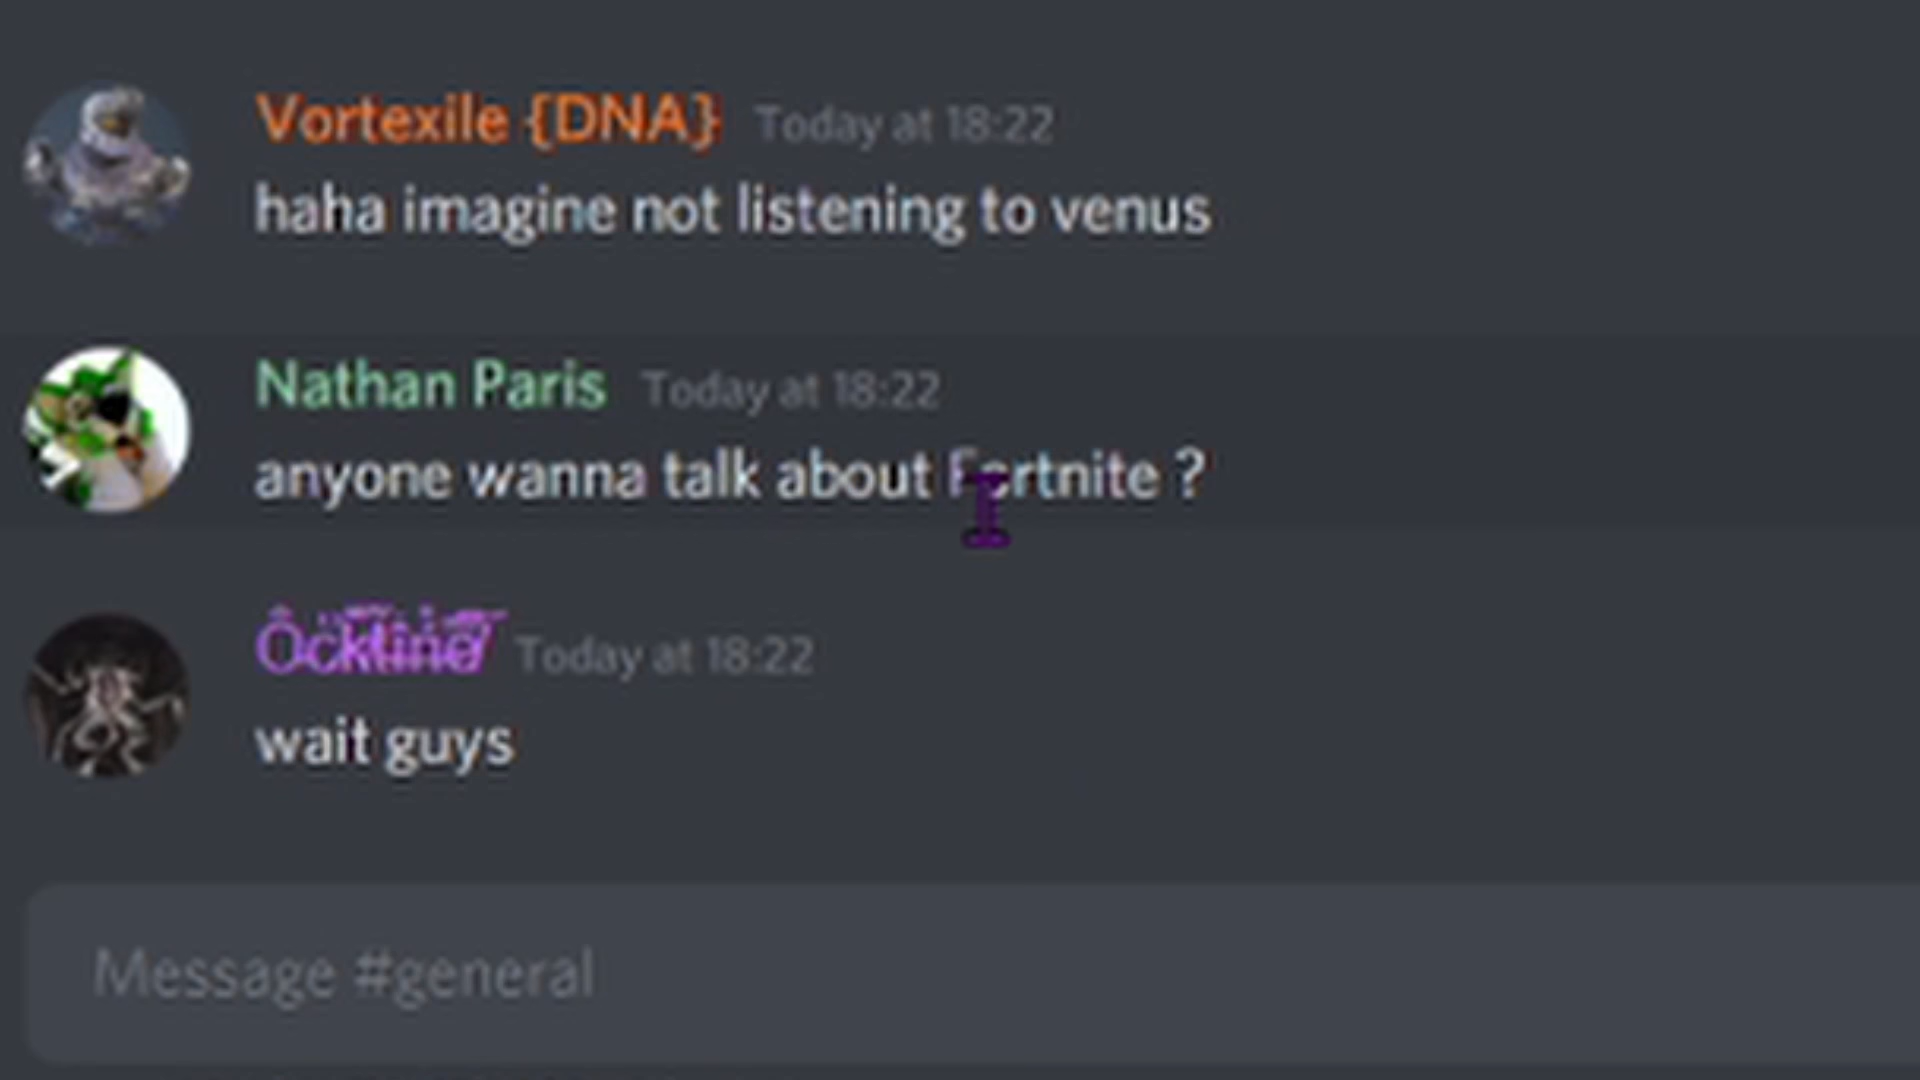 Vortexile {DNA} Today at 18:22
haha imagine not listening to venus
Nathan Paris Today at 18:22
anyone wanna talk about Fortnite ?
Today at 18:22
wait guys
Message #general